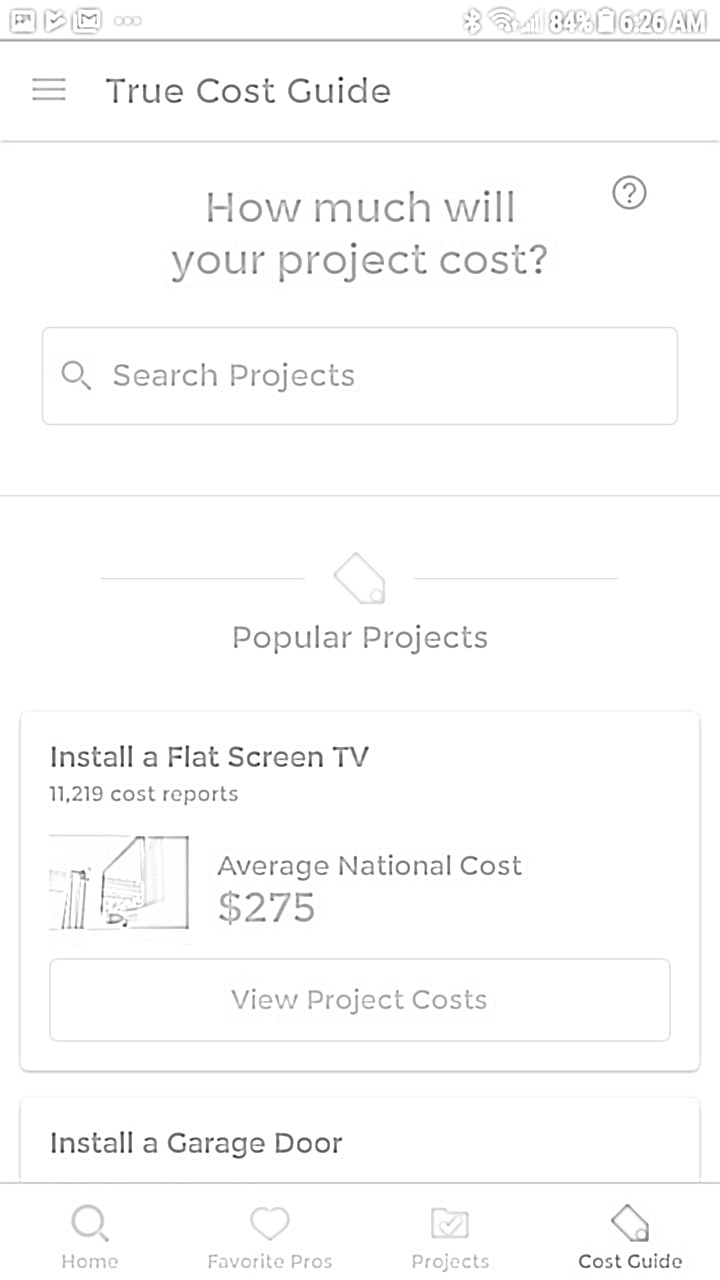 84% 6:26 AM
True Cost Guide
How much will
your project cost?
?
Search Projects
Popular Projects
Install a Flat Screen TV
11,219 cost reports
Average National Cost
$275
View Project Costs
Install a Garage Door
Home Favorite Pros Projects Cost Guide